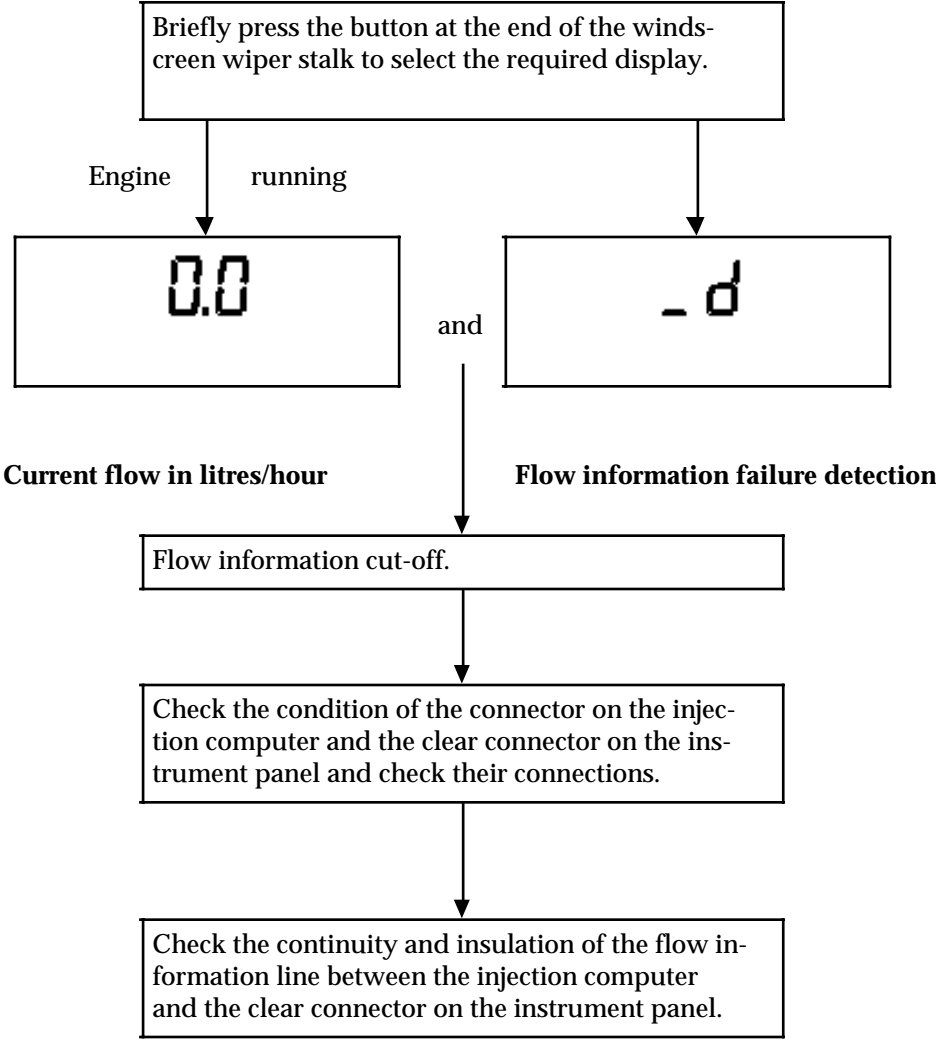 Briefly press the button at the end of the winds-
creen wiper stalk to select the required display.
Engine running
0.0
and
_ d
Current flow in litres/hour
Flow information failure detection
Flow information cut-off.
Check the condition of the connector on the injec-
tion computer and the clear connector on the ins-
trument panel and check their connections.
Check the continuity and insulation of the flow in-
formation line between the injection computer
and the clear connector on the instrument panel.